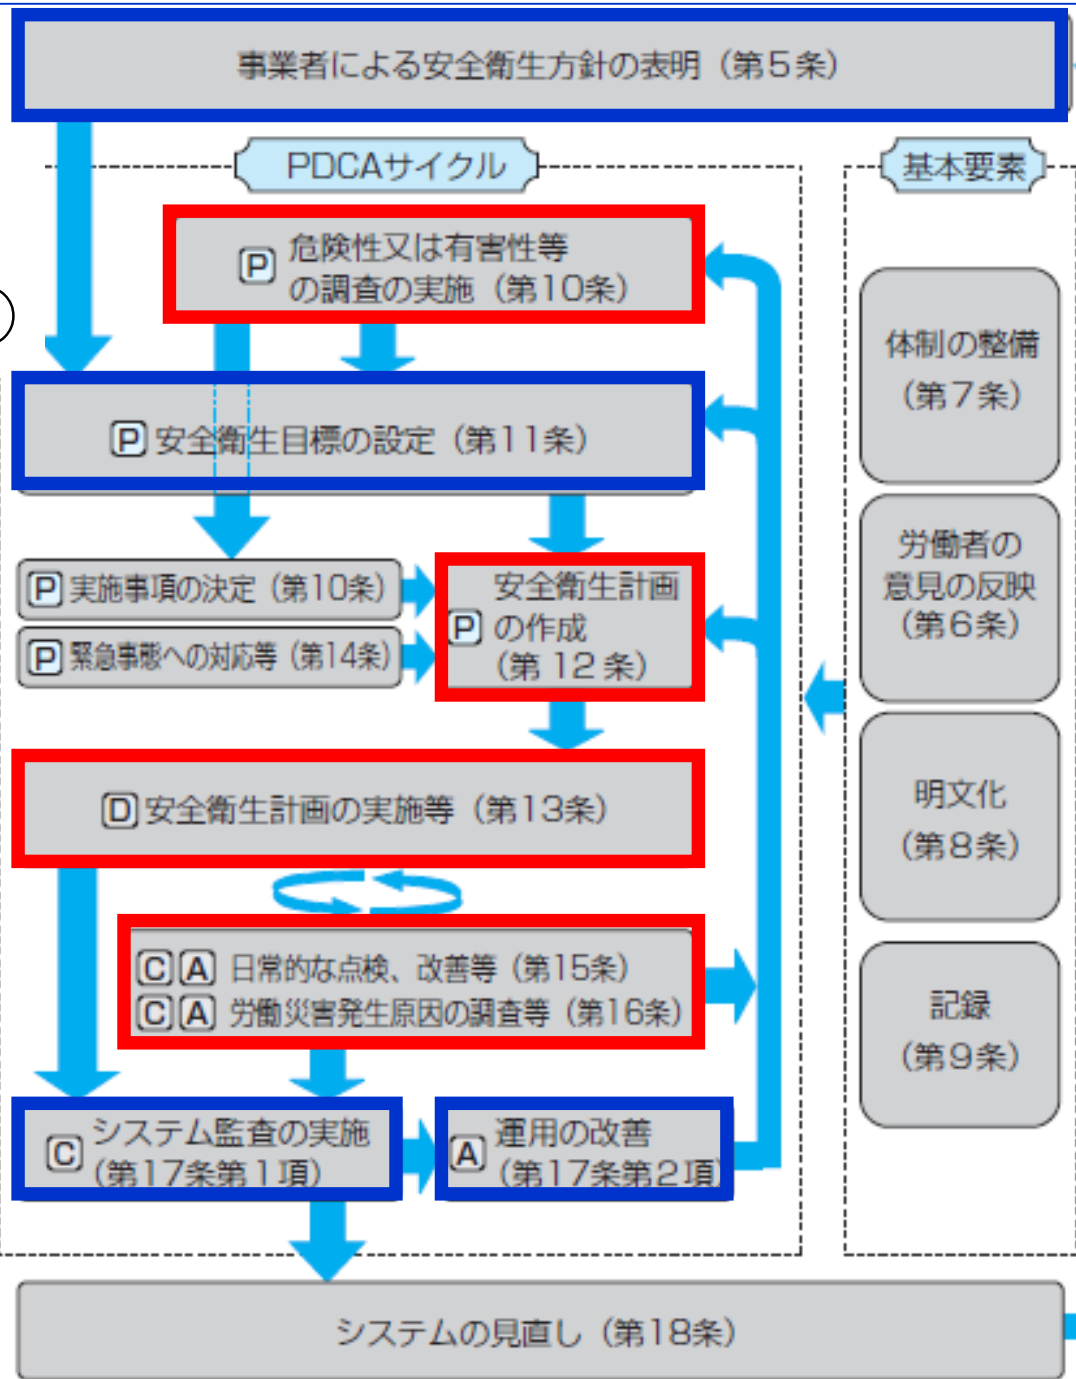 事業者による安全衛生方針の表明（第5条）
PDCAサイクル
P 危険性又は有害性等
の調査の実施（第10条）
P 安全衛生目標の設定（第11条）
P 実施事項の決定（第10条）
P 緊急事態への対応等（第14条）
安全衛生計画
P の作成
（第12条）
D 安全衛生計画の実施等（第13条）
C A 日常的な点検、改善等（第15条）
C A 労働災害発生原因の調査等（第16条）
C システム監査の実施
(第17条第1項)
A 運用の改善
(第17条第2項)
基本要素
体制の整備
（第7条）
労働者の
意見の反映
（第6条）
明文化
（第8条）
記録
（第9条）
システムの見直し（第18条）